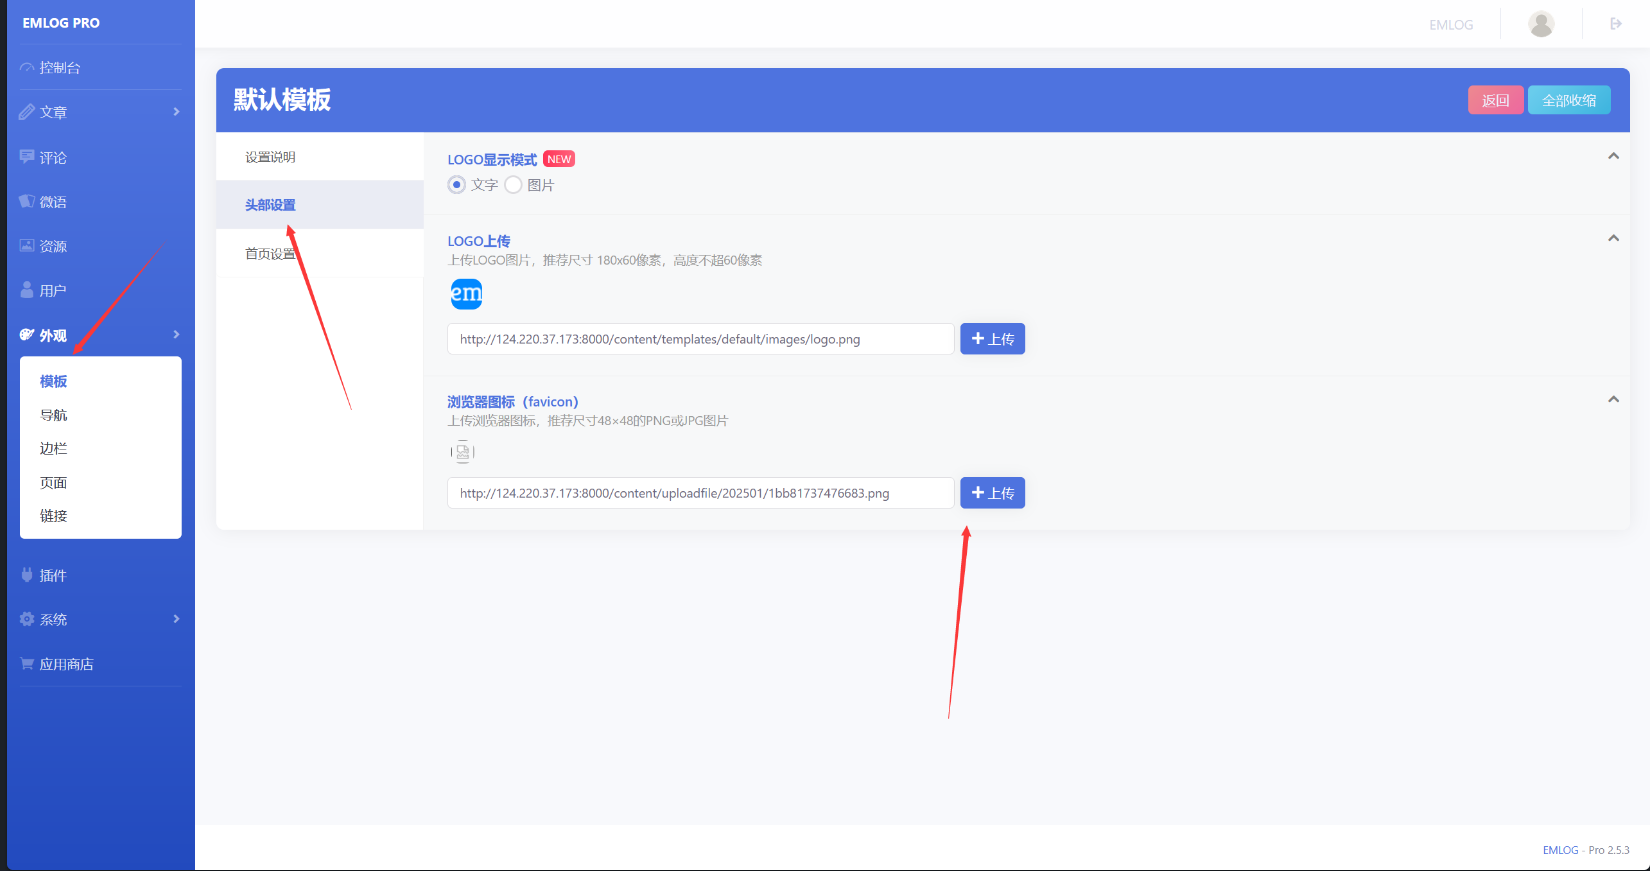 EMLOG PRO
控制台
文章
评论
微语
资源
用户
外观
模板
导航
边栏
页面
链接
插件
系统
应用商店
EMLOG
默认模板
返回
全部收缩
设置说明
头部设置
首页设置
LOGO显示模式 NEW
文字 图片
LOGO上传
上传LOGO图片，推荐尺寸 180x60像素，高度不超60像素
em
http://124.220.37.173:8000/content/templates/default/images/logo.png
上传
浏览器图标（favicon）
上传浏览器图标，推荐尺寸48×48的PNG或JPG图片
http://124.220.37.173:8000/content/uploadfile/202501/1bb81737476683.png
上传
EMLOG - Pro 2.5.3